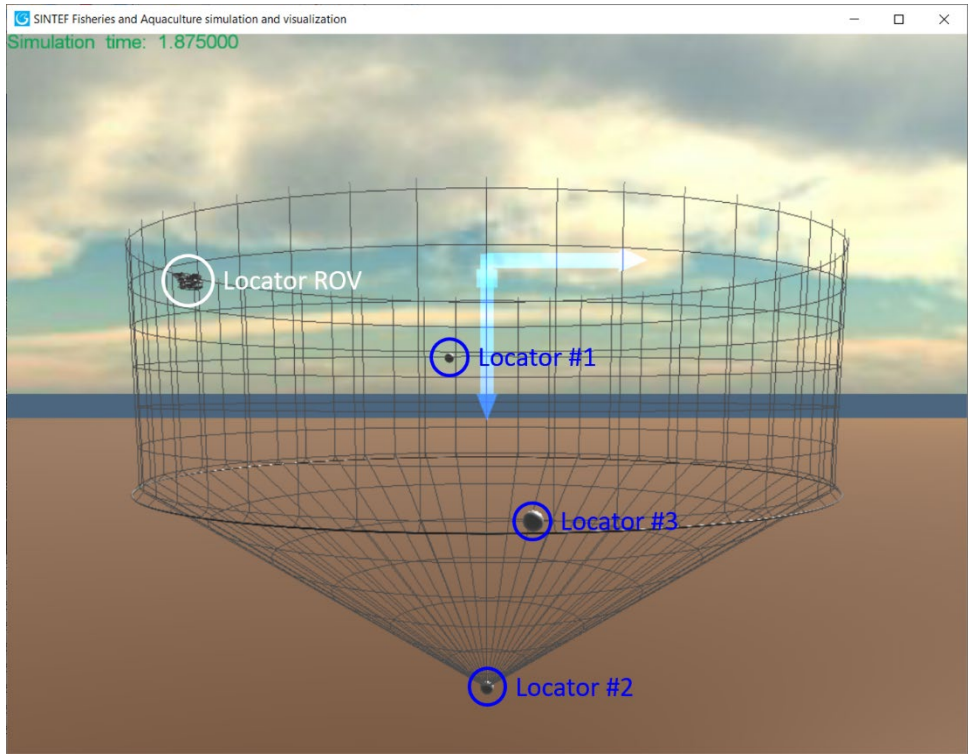 SINTEF Fisheries and Aquaculture simulation and visualization
Simulation time: 1.875000
Locator ROV
Locator #1
Locator #3
Locator #2